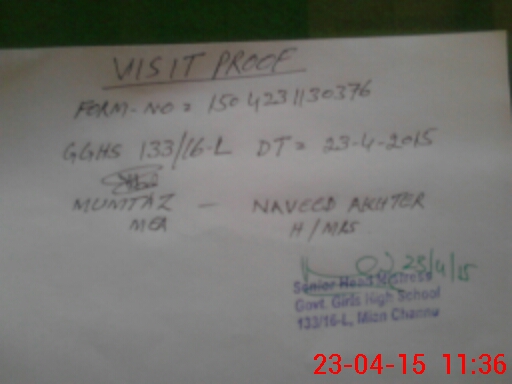 VISIT PROOF
FORM-NO = 1504231130376
GGHS 133/16-L DT = 23-4-2015
MUMTAZ — NAVEED AKHTER
MEA H/MRS
23/4/15
Senior Head Mistress
Govt. Girls High School
133/16-L, Mian Channu
23-04-15 11:36